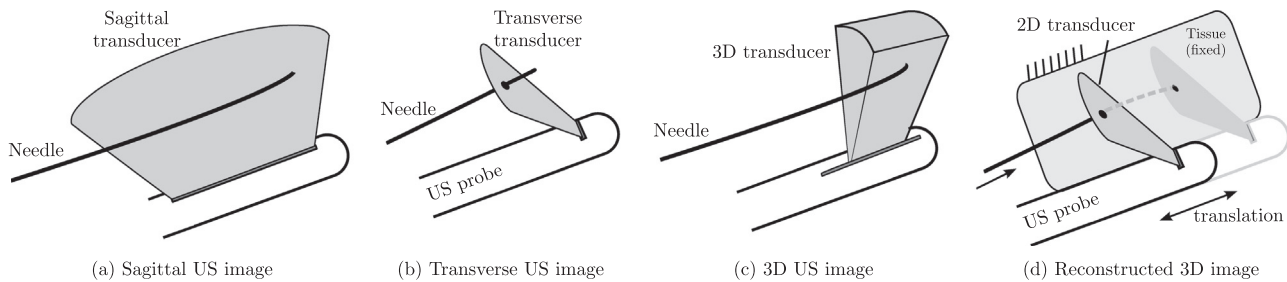 Sagittal
transducer
Needle
(a) Sagittal US image
Transverse
transducer
Needle
US probe
(b) Transverse US image
3D transducer
Needle
(c) 3D US image
2D transducer
Tissue
(fixed)
US probe
translation
(d) Reconstructed 3D image